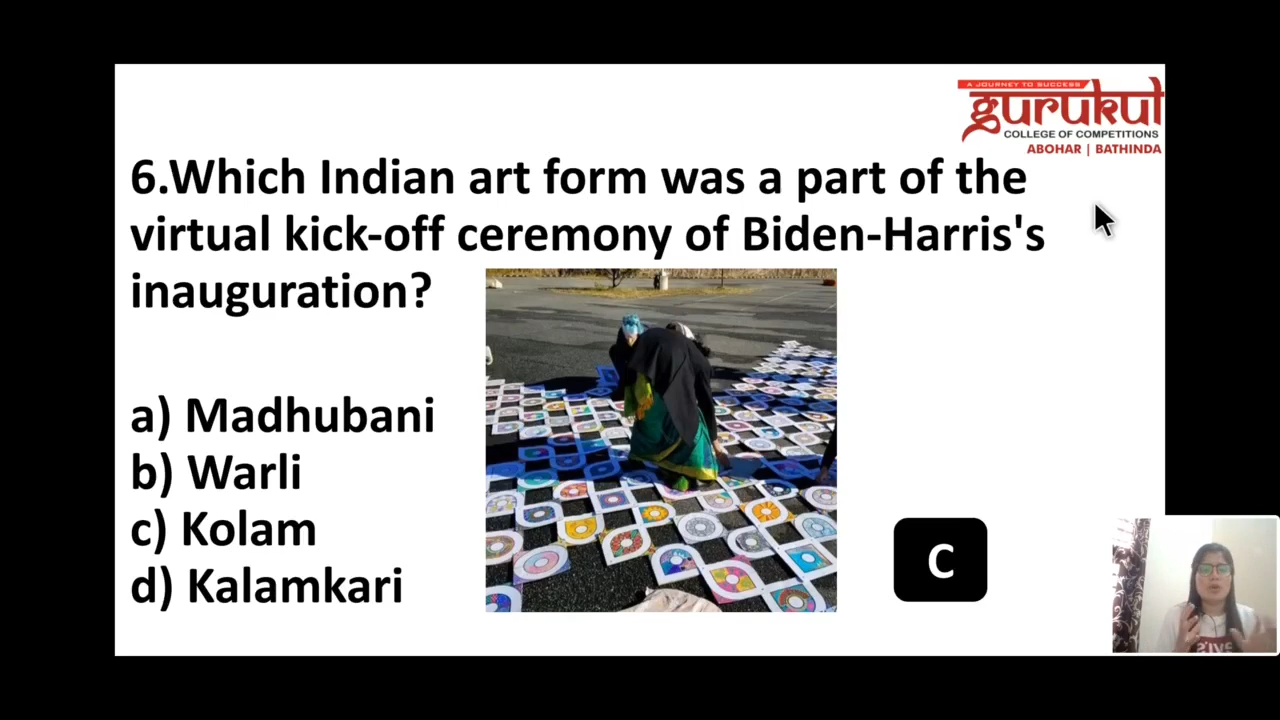 A JOURNEY TO SUCCESS
gurukul
COLLEGE OF COMPETITIONS
ABOHAR | BATHINDA
6.Which Indian art form was a part of the
virtual kick-off ceremony of Biden-Harris's
inauguration?
a) Madhubani
b) Warli
c) Kolam
d) Kalamkari
C